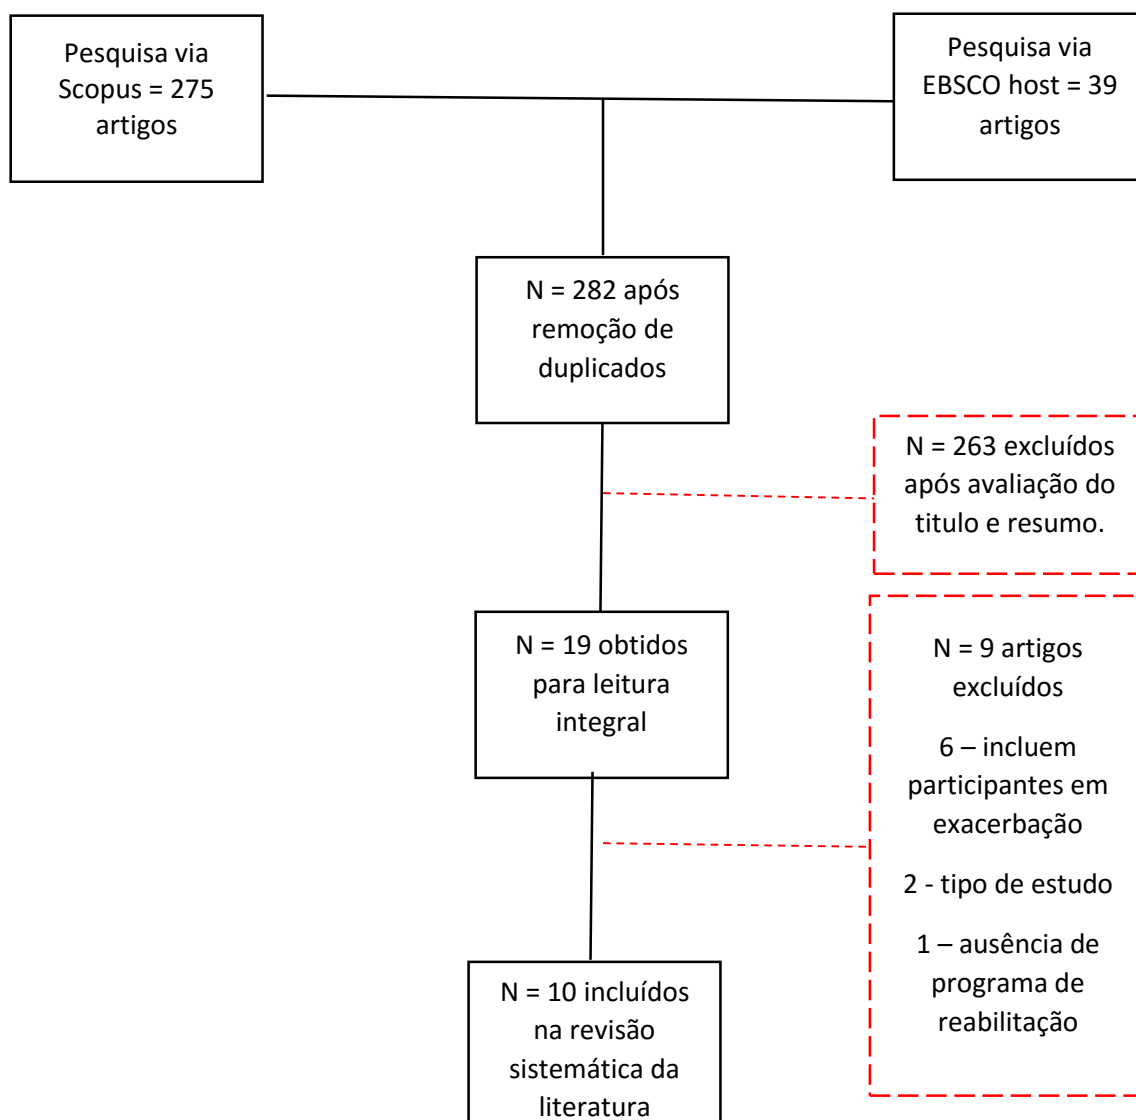 Pesquisa via
Scopus = 275
artigos
Pesquisa via
EBSCO host = 39
artigos
N = 282 após
remoção de
duplicados
N = 263 excluídos
após avaliação do
titulo e resumo.
N = 19 obtidos
para leitura
integral
N = 9 artigos
excluídos
6 – incluem
participantes em
exacerbação
2 - tipo de estudo
1 – ausência de
programa de
reabilitação
N = 10 incluídos
na revisão
sistemática da
literatura